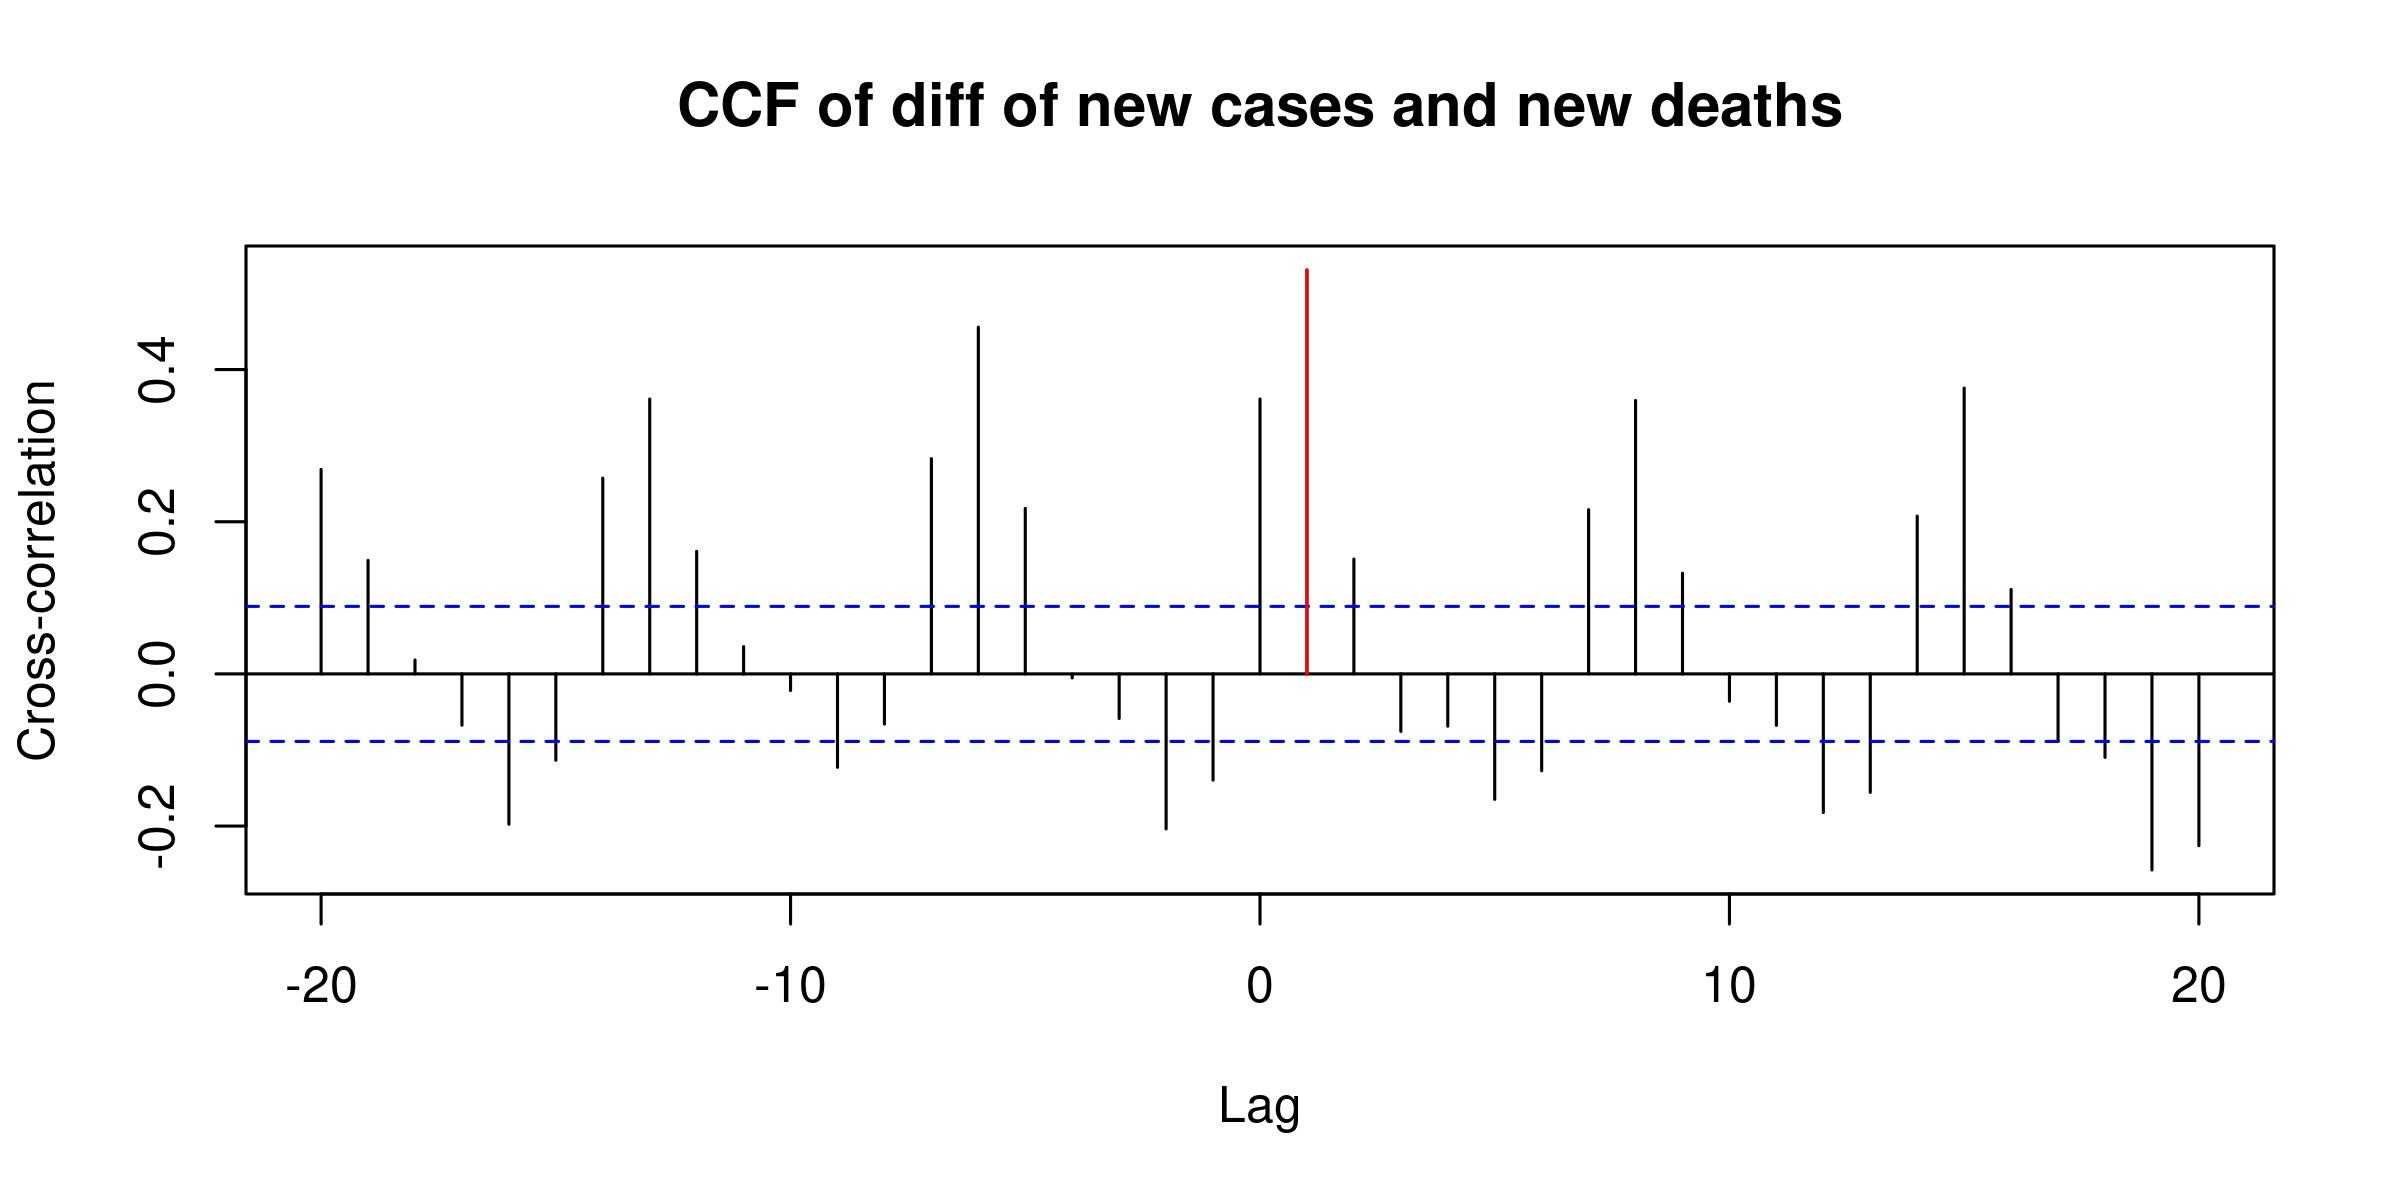 CCF of diff of new cases and new deaths
Cross-correlation
0.4
0.2
0.0
-0.2
-20 -10 0 10 20
Lag